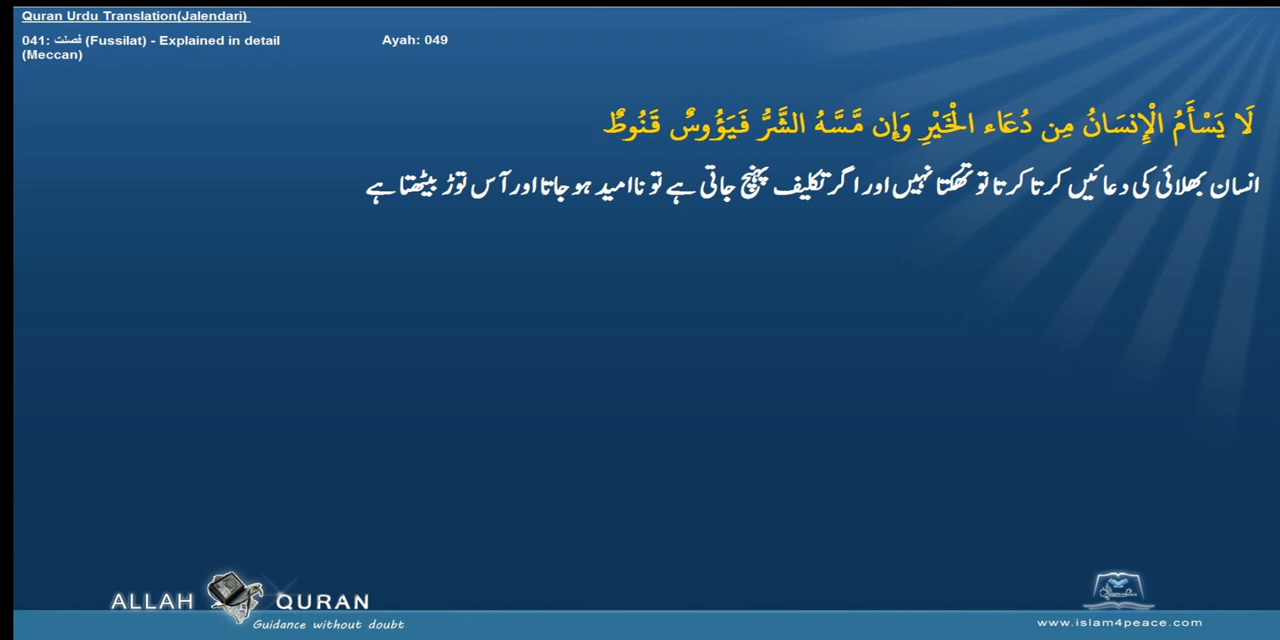 Quran Urdu Translation(Jalendari)
041: فصلت (Fussilat) - Explained in detail (Meccan)
Ayah: 049
لَا يَسْأَمُ الْإِنسَانُ مِن دُعَاء الْخَيْرِ وَإِن مَّسَّهُ الشَّرُّ فَيَؤُوسٌ قَنُوطٌ
انسان بھلائی کی دعائیں کرتا کرتا تو تھکتا نہیں اور اگر تکلیف پہنچ جاتی ہے تو ناامید ہوجاتا اور آس توڑ بیٹھتا ہے
ALLAH QURAN
Guidance without doubt
www.islam4peace.com